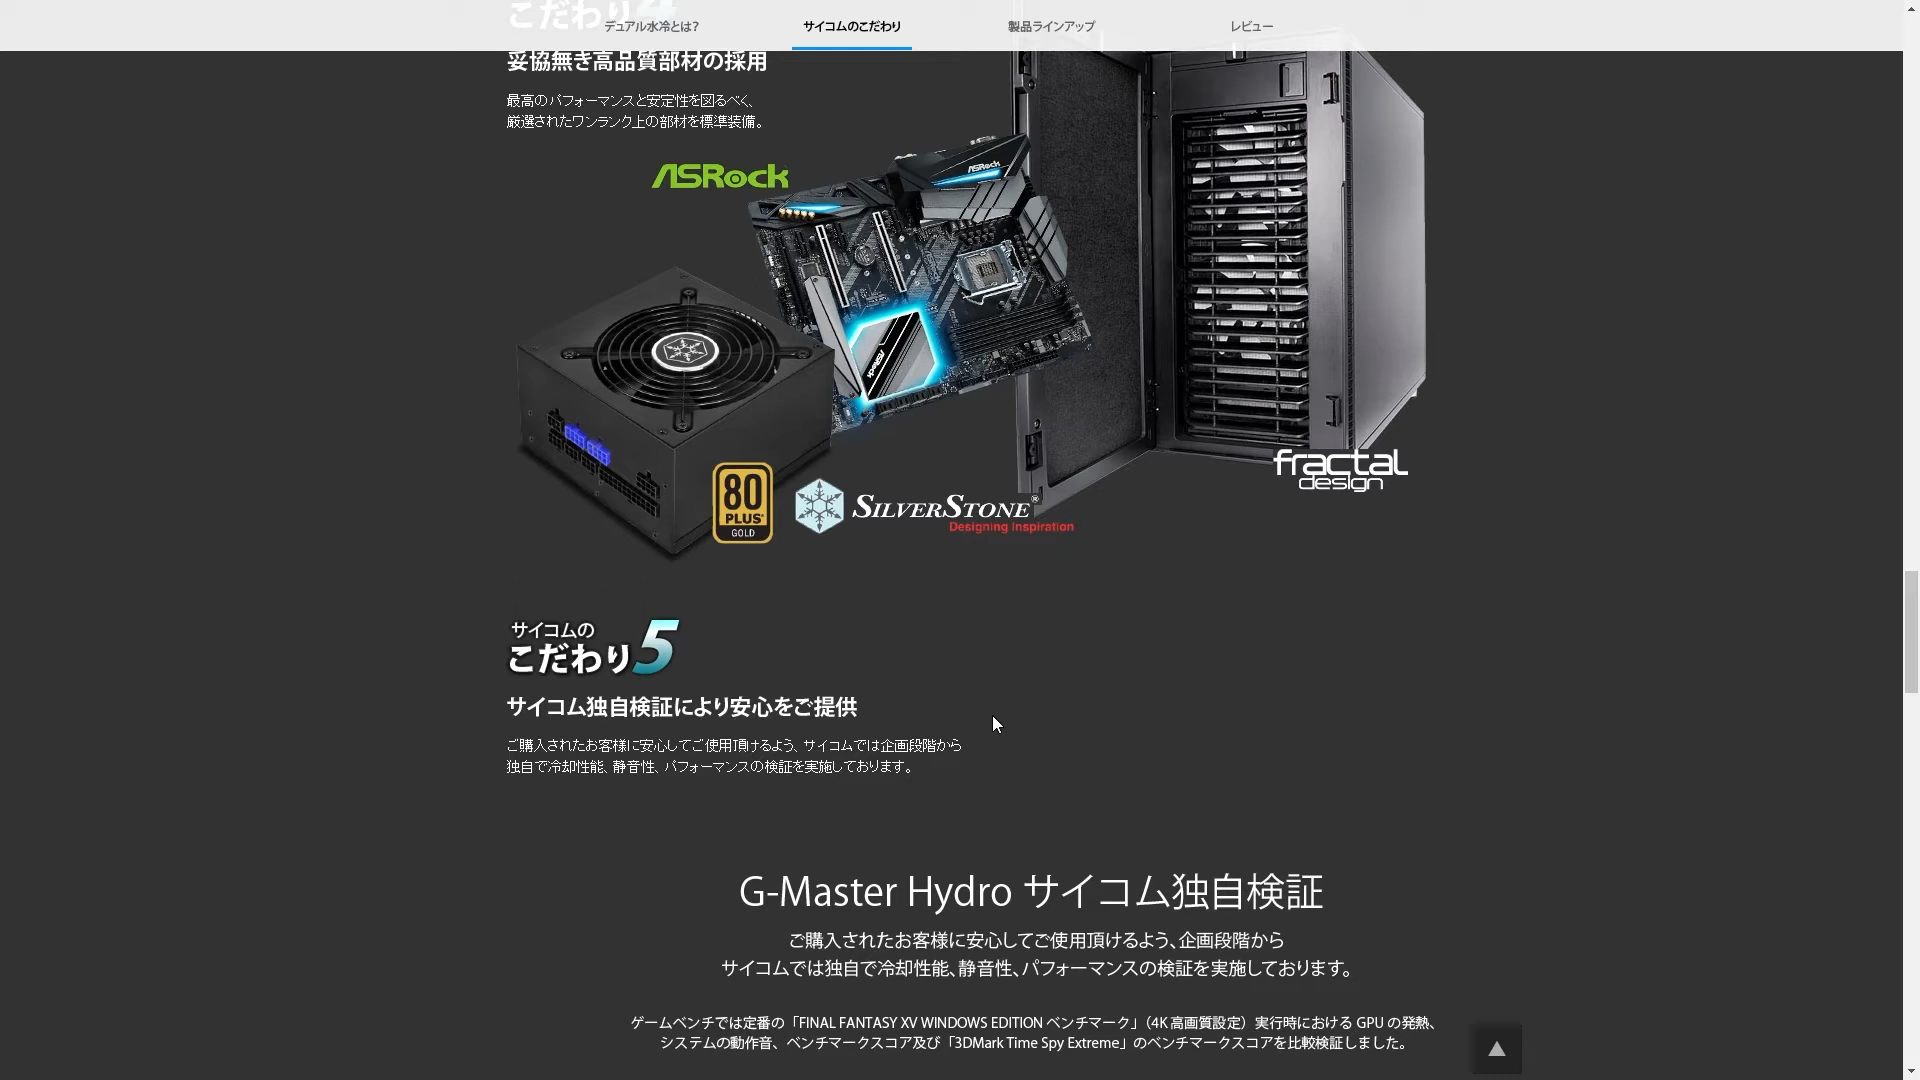 デュアル水冷とは？
サイコムのこだわり
製品ラインアップ
レビュー
こだわり4
妥協無き高品質部材の採用
最高のパフォーマンスと安定性を図るべく、
厳選されたワンランク上の部材を標準装備。
ASRock
ASRock
ASRock
80
PLUS
GOLD
SILVERSTONE®
Designing Inspiration
fractal
design
サイコムの
こだわり5
サイコム独自検証により安心をご提供
ご購入されたお客様に安心してご使用頂けるよう、サイコムでは企画段階から
独自で冷却性能、静音性、パフォーマンスの検証を実施しております。
G-Master Hydro サイコム独自検証
ご購入されたお客様に安心してご使用頂けるよう、企画段階から
サイコムでは独自で冷却性能、静音性、パフォーマンスの検証を実施しております。
ゲームベンチでは定番の「FINAL FANTASY XV WINDOWS EDITION ベンチマーク」（4K 高画質設定）実行時における GPU の発熱、
システムの動作音、ベンチマークスコア及び「3DMark Time Spy Extreme」のベンチマークスコアを比較検証しました。